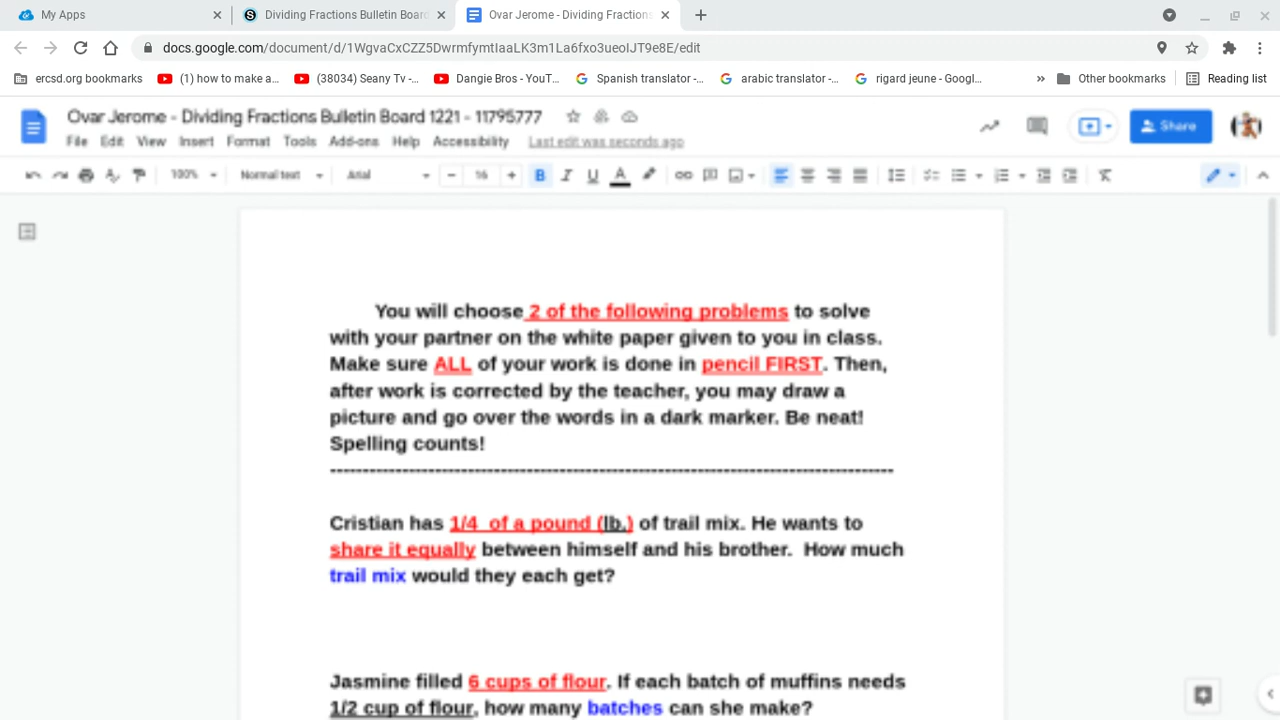 My Apps
Dividing Fractions Bulletin Board
Ovar Jerome - Dividing Fractions
docs.google.com/document/d/1WgvaCxCZZ5DwrmfymtIaaLK3m1La6fxo3ueoIJT9e8E/edit
ercsd.org bookmarks
(1) how to make a...
(38034) Seany Tv -...
Dangie Bros - YouT...
Spanish translator -...
arabic translator -...
rigard jeune - Googl...
»
Other bookmarks
Reading list
Ovar Jerome - Dividing Fractions Bulletin Board 1221 - 11795777
Share
File Edit View Insert Format Tools Add-ons Help Accessibility Last edit was seconds ago
100% Normal text Arial − 16 + B I U A
You will choose 2 of the following problems to solve
with your partner on the white paper given to you in class.
Make sure ALL of your work is done in pencil FIRST. Then,
after work is corrected by the teacher, you may draw a
picture and go over the words in a dark marker. Be neat!
Spelling counts!
--------------------------------------------------------------------------------------
Cristian has 1/4  of a pound (lb.) of trail mix. He wants to
share it equally between himself and his brother.  How much
trail mix would they each get?
Jasmine filled 6 cups of flour. If each batch of muffins needs
1/2 cup of flour, how many batches can she make?